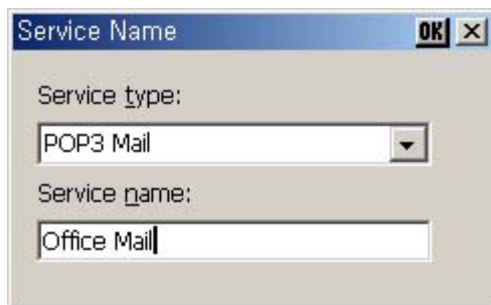 Service Name OK
Service type:
POP3 Mail
Service name:
Office Mail